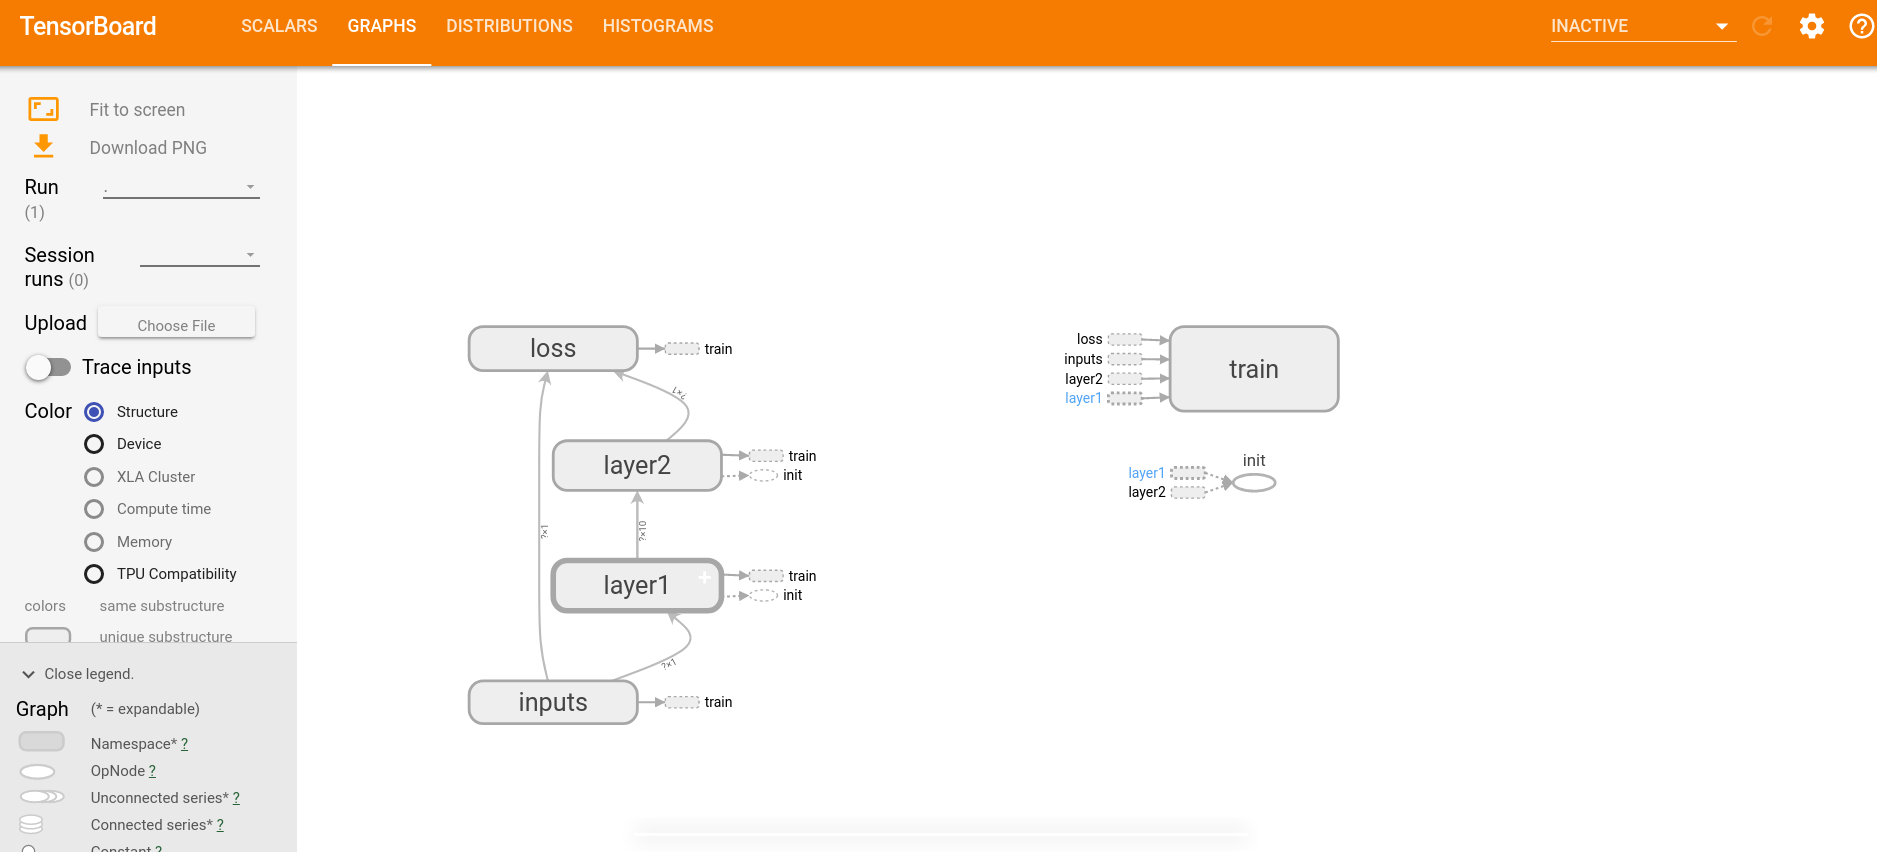 TensorBoard SCALARS GRAPHS DISTRIBUTIONS HISTOGRAMS INACTIVE
Fit to screen
Download PNG
Run
(1)
.
Session
runs (0)
Upload Choose File
Trace inputs
Color Structure
Device
XLA Cluster
Compute time
Memory
TPU Compatibility
colors same substructure
unique substructure
Close legend.
Graph (* = expandable)
Namespace* ?
OpNode ?
Unconnected series* ?
Connected series* ?
Constant ?
loss
train
?×1
layer2
train
init
?×1
?×10
layer1 +
train
init
?×1
inputs
train
loss
inputs
layer2
layer1
train
init
layer1
layer2